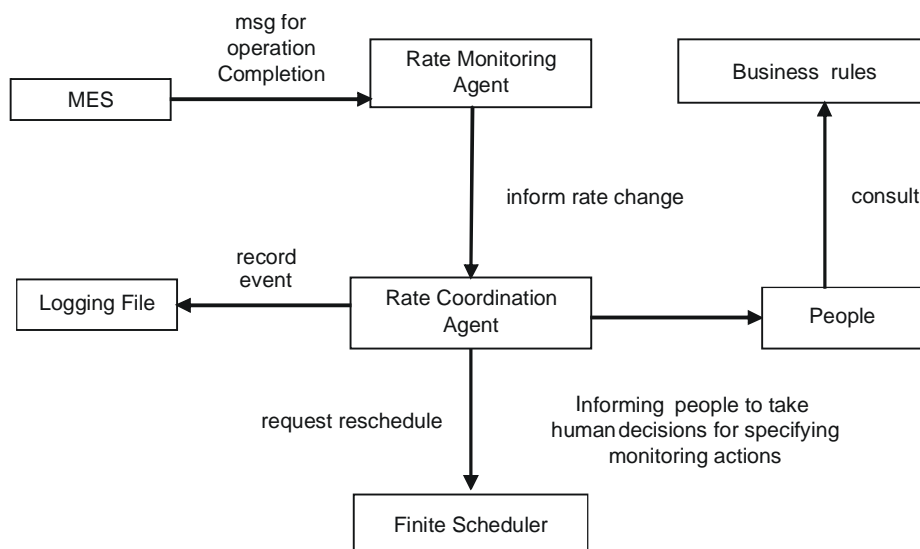 msg for
operation
Completion
MES
Rate Monitoring
Agent
Business rules
inform rate change
consult
record
event
Logging File
Rate Coordination
Agent
People
request reschedule
Informing people to take
human decisions for specifying
monitoring actions
Finite Scheduler